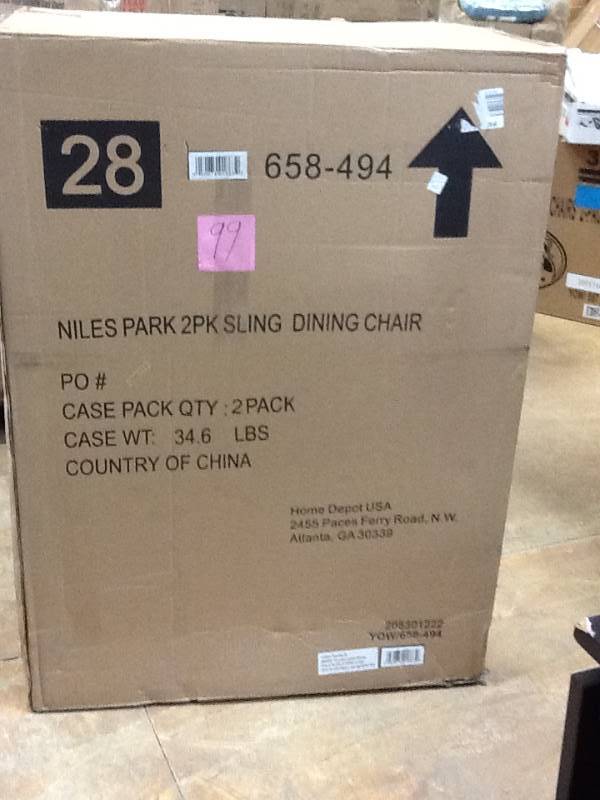 28
658-494
99
NILES PARK 2PK SLING DINING CHAIR
PO #
CASE PACK QTY : 2 PACK
CASE WT: 34.6 LBS
COUNTRY OF CHINA
Home Depot USA
2455 Paces Ferry Road, N.W.
Atlanta, GA 30339
205301222
YOW/658-494